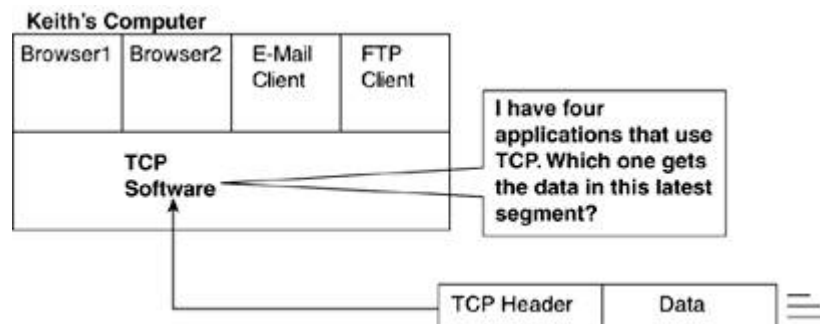 Keith's Computer
Browser1
Browser2
E-Mail
Client
FTP
Client
TCP
Software
I have four
applications that use
TCP. Which one gets
the data in this latest
segment?
TCP Header
Data